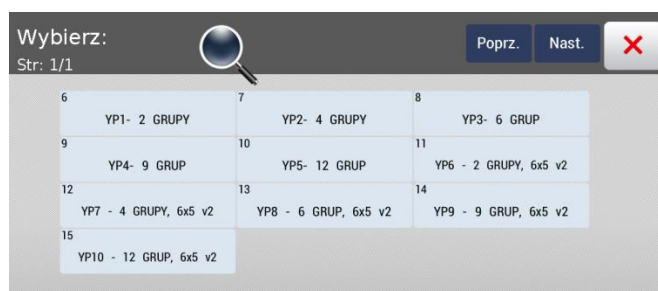 Wybierz:
Str: 1/1
Poprz.
Nast.
6
YP1- 2 GRUPY
7
YP2- 4 GRUPY
8
YP3- 6 GRUP
9
YP4- 9 GRUP
10
YP5- 12 GRUP
11
YP6 - 2 GRUPY, 6x5 v2
12
YP7 - 4 GRUPY, 6x5 v2
13
YP8 - 6 GRUP, 6x5 v2
14
YP9 - 9 GRUP, 6x5 v2
15
YP10 - 12 GRUP, 6x5 v2